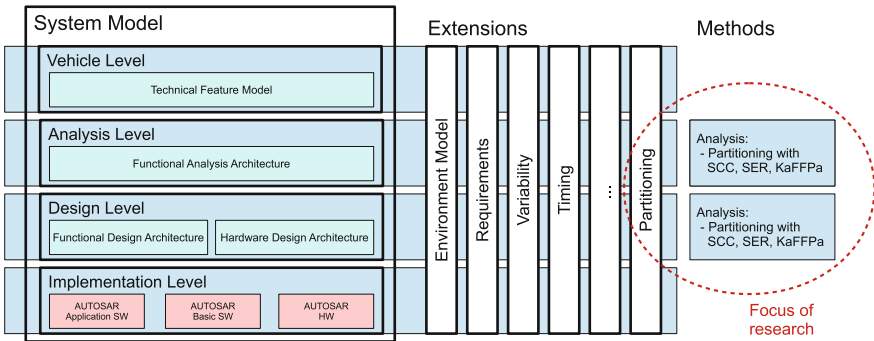 System Model
Extensions
Methods
Vehicle Level
Technical Feature Model
Analysis Level
Functional Analysis Architecture
Design Level
Functional Design Architecture
Hardware Design Architecture
Implementation Level
AUTOSAR
Application SW
AUTOSAR
Basic SW
AUTOSAR
HW
Environment Model
Requirements
Variability
Timing
...
Partitioning
Analysis:
- Partitioning with
SCC, SER, KaFFPa
Analysis:
- Partitioning with
SCC, SER, KaFFPa
Focus of
research